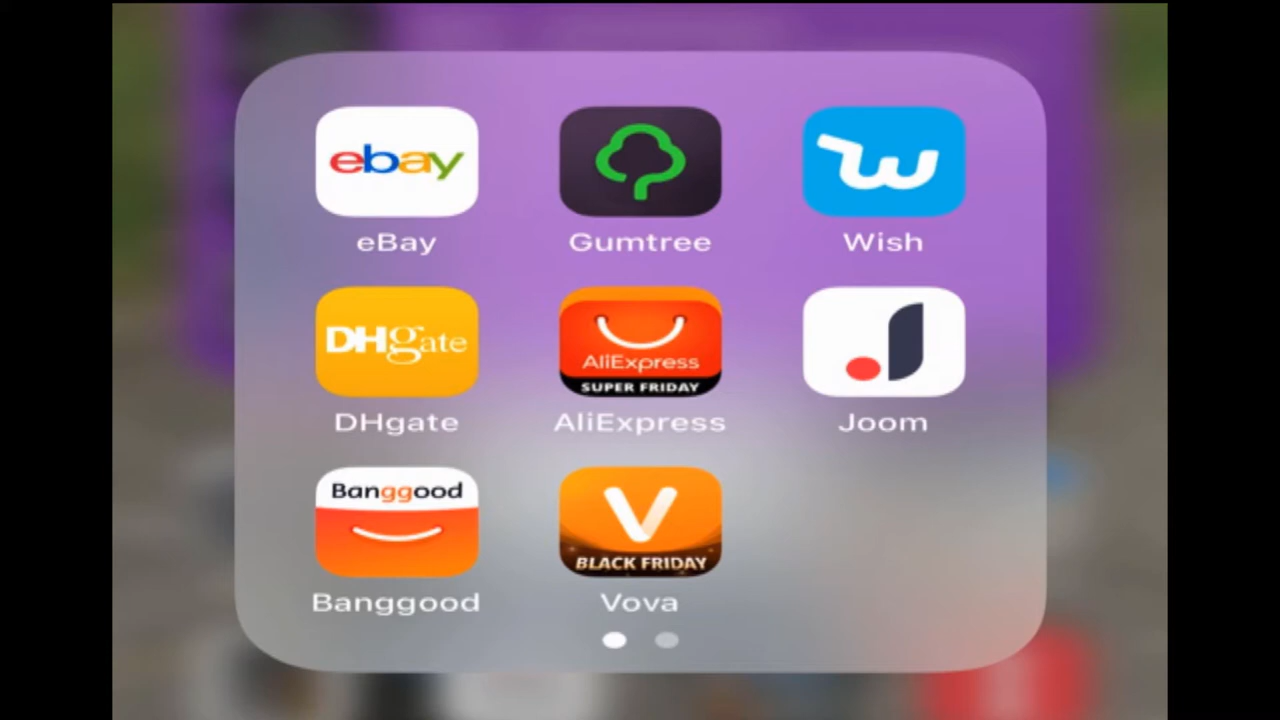 ebay
eBay
Gumtree
Wish
DHgate
DHgate
AliExpress
SUPER FRIDAY
AliExpress
Joom
Banggood
Banggood
BLACK FRIDAY
Vova